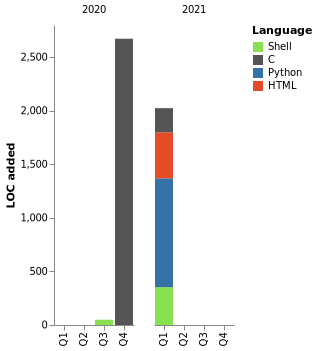 2020 2021
Language
Shell
C
Python
HTML
LOC added
2,500
2,000
1,500
1,000
500
0
Q1 Q2 Q3 Q4 Q1 Q2 Q3 Q4